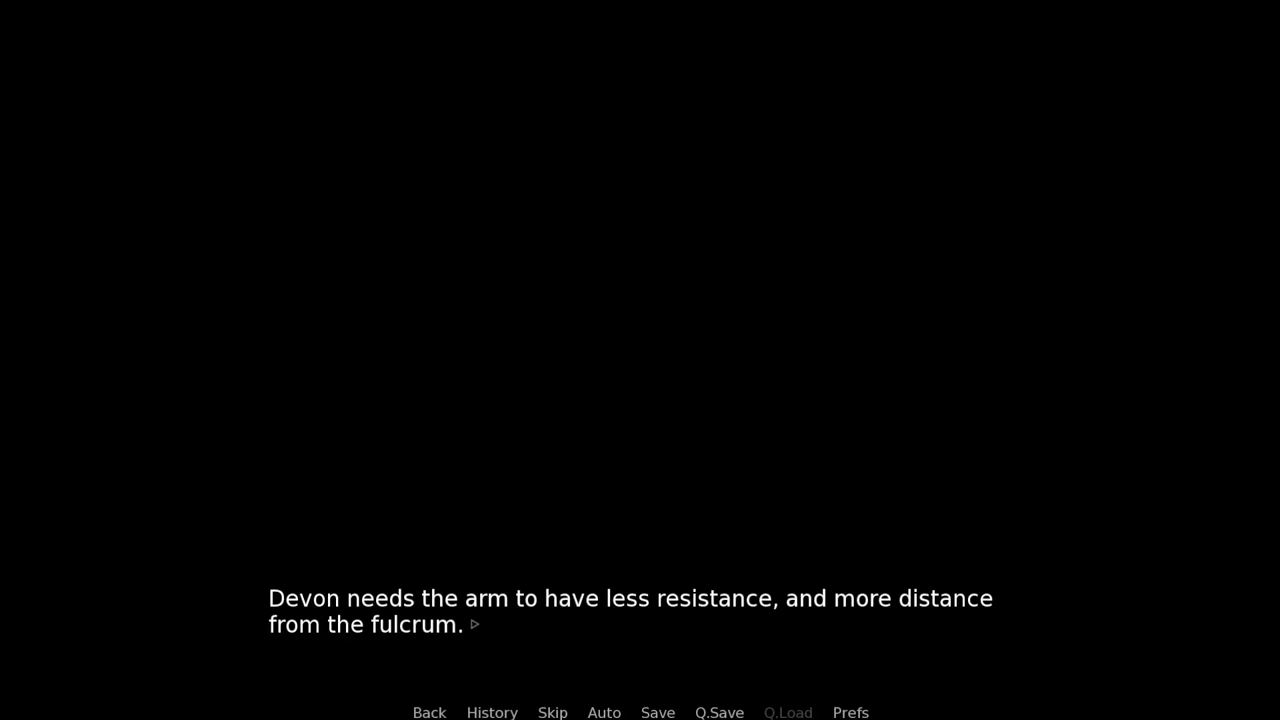 Devon needs the arm to have less resistance, and more distance
from the fulcrum.
Back History Skip Auto Save Q.Save Q.Load Prefs